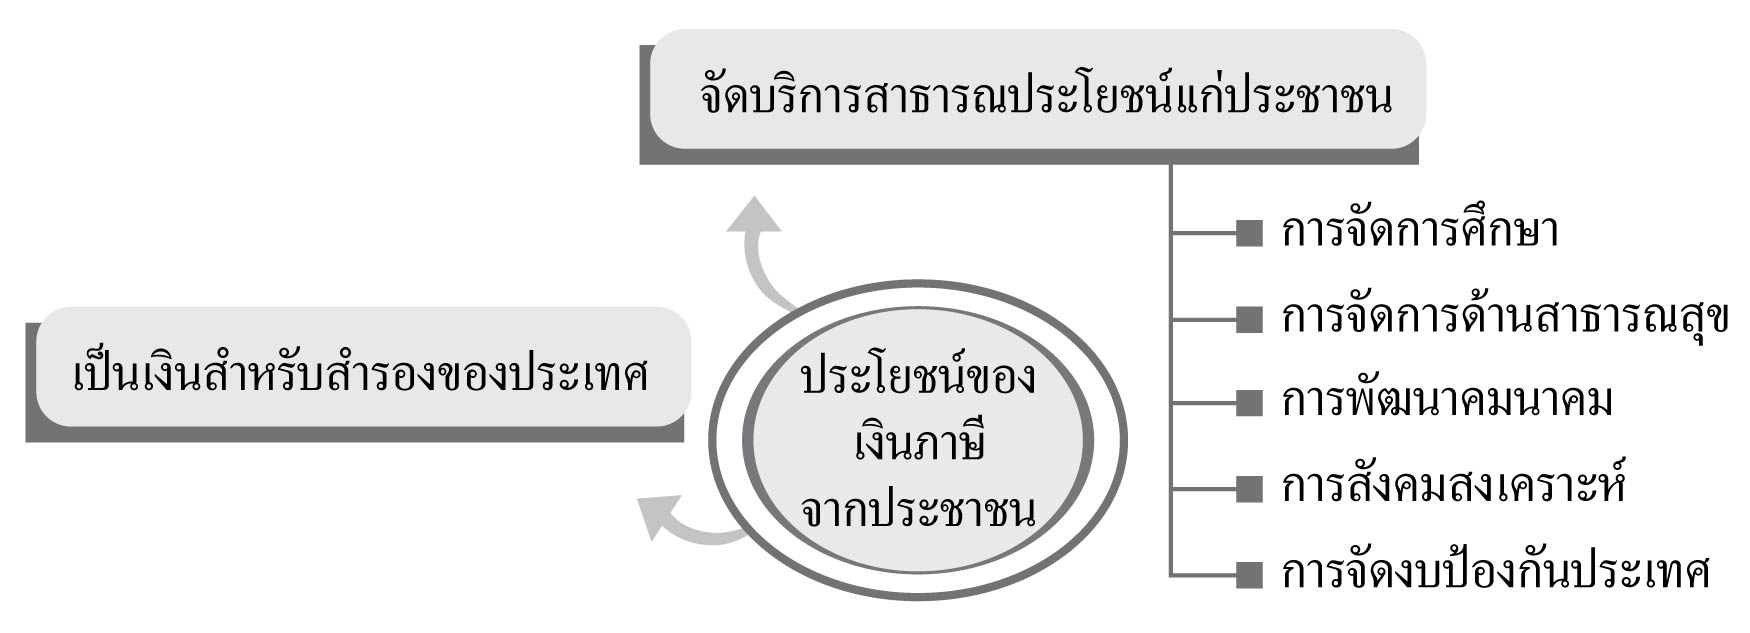 จัดบริการสาธารณประโยชน์แก่ประชาชน
การจัดการศึกษา
การจัดการด้านสาธารณสุข
การพัฒนาคมนาคม
การสังคมสงเคราะห์
การจัดงบป้องกันประเทศ
เป็นเงินสำหรับสำรองของประเทศ
ประโยชน์ของ
เงินภาษี
จากประชาชน